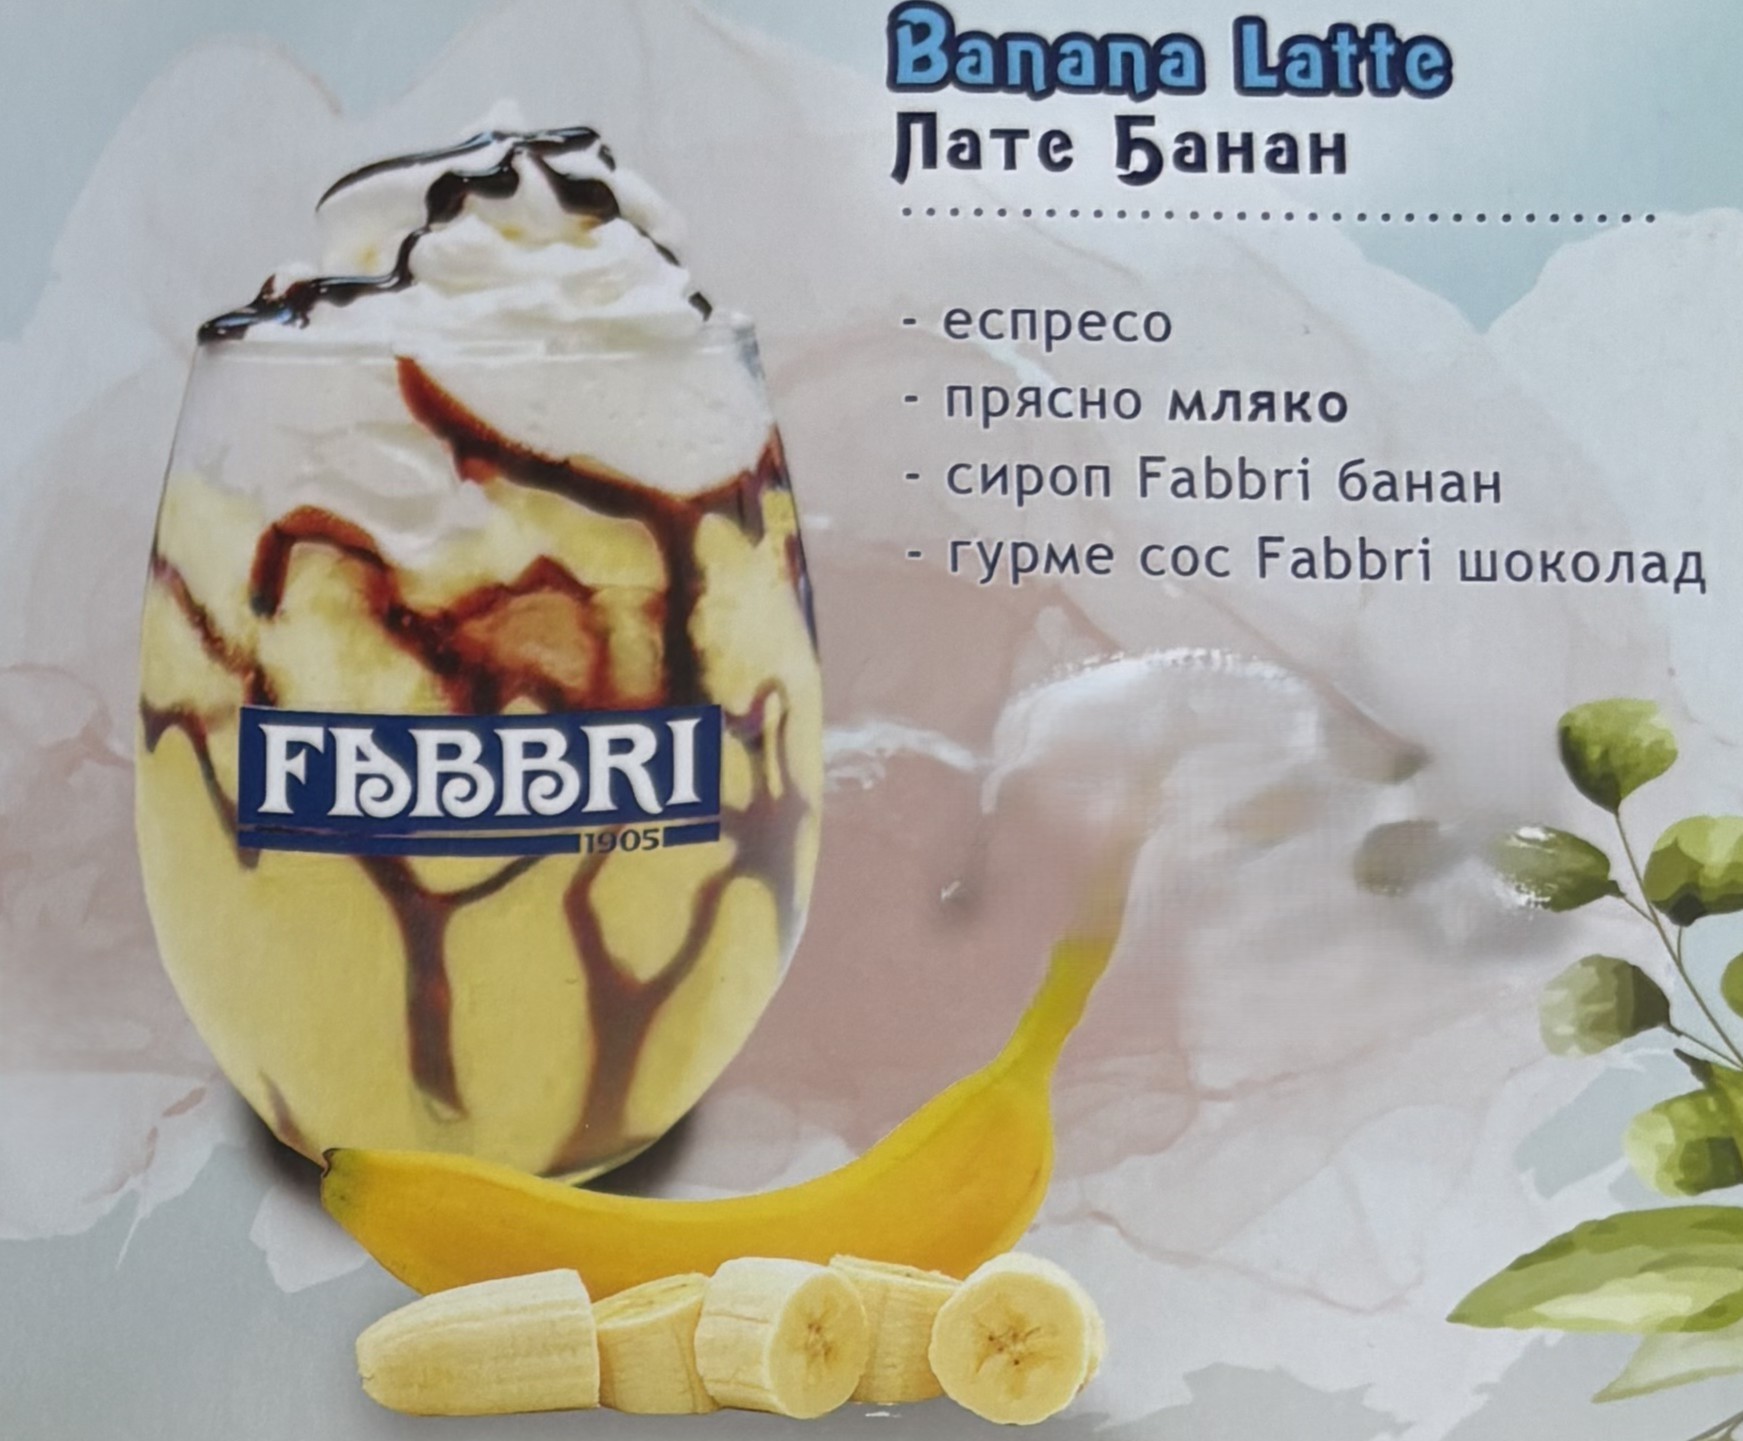 Banana Latte
Лате Банан
- еспресо
- прясно мляко
- сироп Fabbri банан
- гурме сос Fabbri шоколад
FABBRI
1905